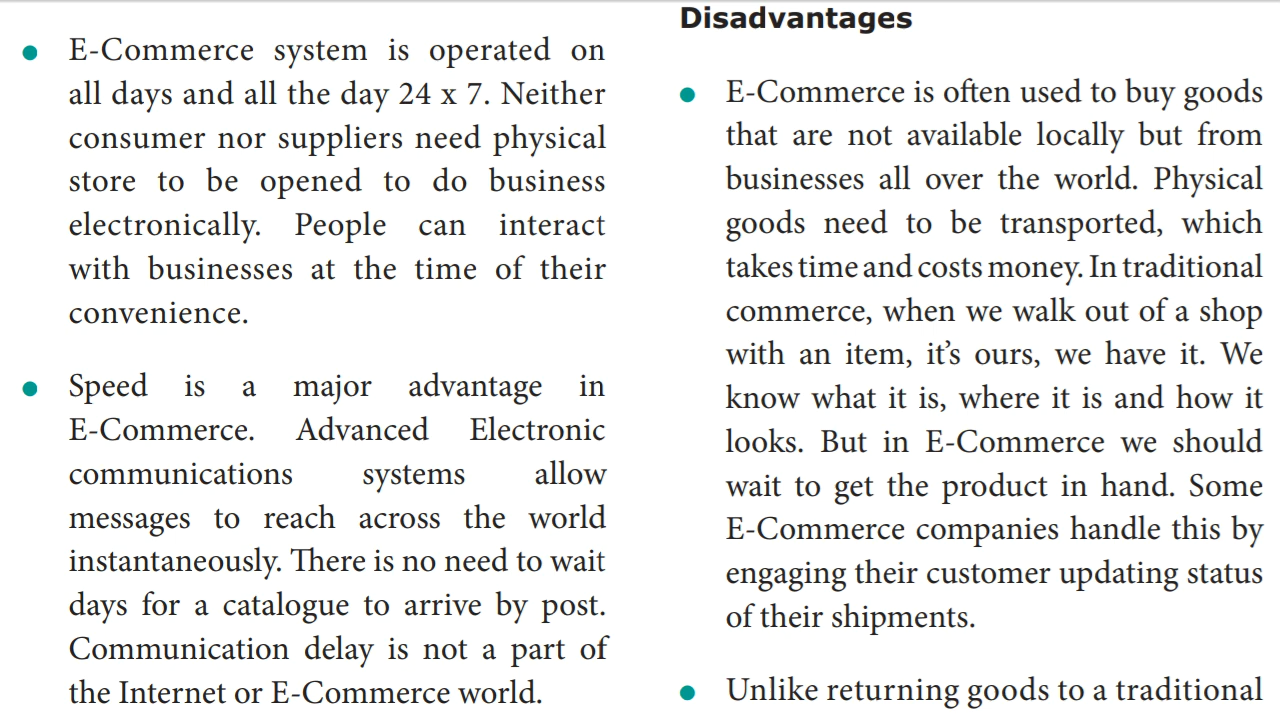 E-Commerce system is operated on
all days and all the day 24 x 7. Neither
consumer nor suppliers need physical
store to be opened to do business
electronically. People can interact
with businesses at the time of their
convenience.
Speed is a major advantage in
E-Commerce. Advanced Electronic
communications systems allow
messages to reach across the world
instantaneously. There is no need to wait
days for a catalogue to arrive by post.
Communication delay is not a part of
the Internet or E-Commerce world.
Disadvantages
E-Commerce is often used to buy goods
that are not available locally but from
businesses all over the world. Physical
goods need to be transported, which
takes time and costs money. In traditional
commerce, when we walk out of a shop
with an item, it’s ours, we have it. We
know what it is, where it is and how it
looks. But in E-Commerce we should
wait to get the product in hand. Some
E-Commerce companies handle this by
engaging their customer updating status
of their shipments.
Unlike returning goods to a traditional